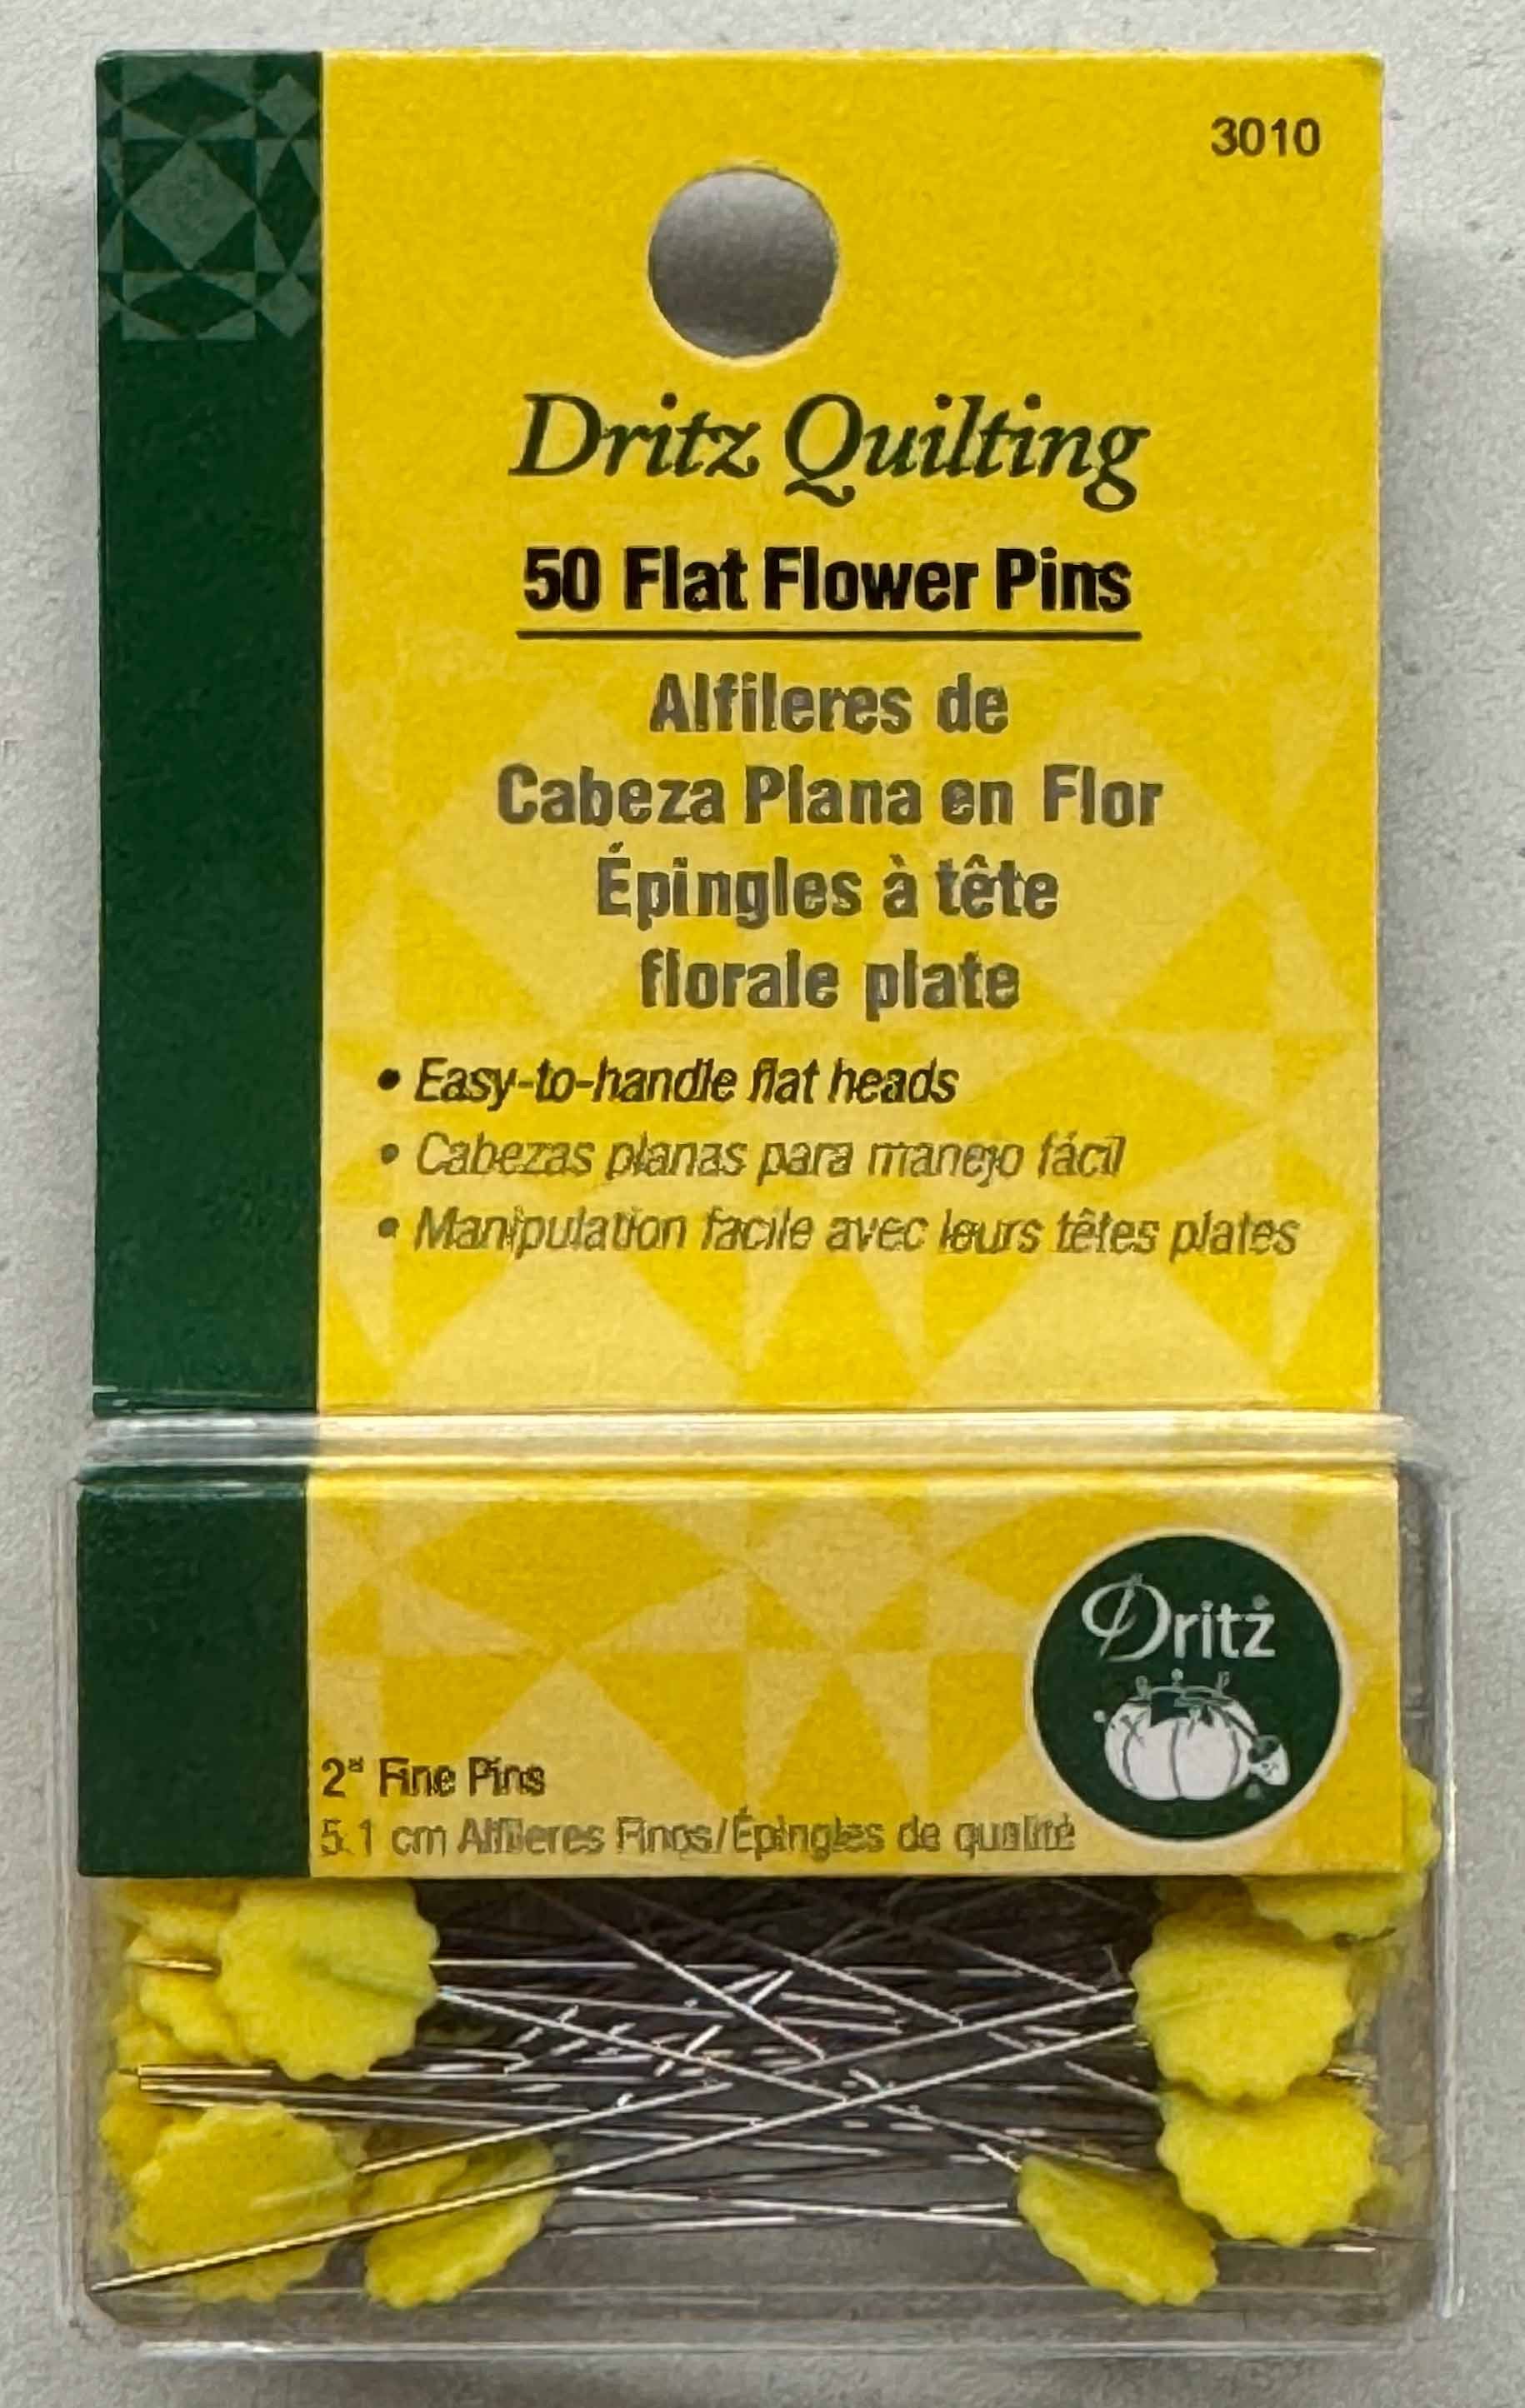 3010
Dritz Quilting
50 Flat Flower Pins
Alfileres de
Cabeza Plana en Flor
Épingles à tête
florale plate
• Easy-to-handle flat heads
• Cabezas planas para manejo fácil
• Manipulation facile avec leurs têtes plates
Dritz
2" Fine Pins
5.1 cm Alfileres Finos/Épingles de qualité